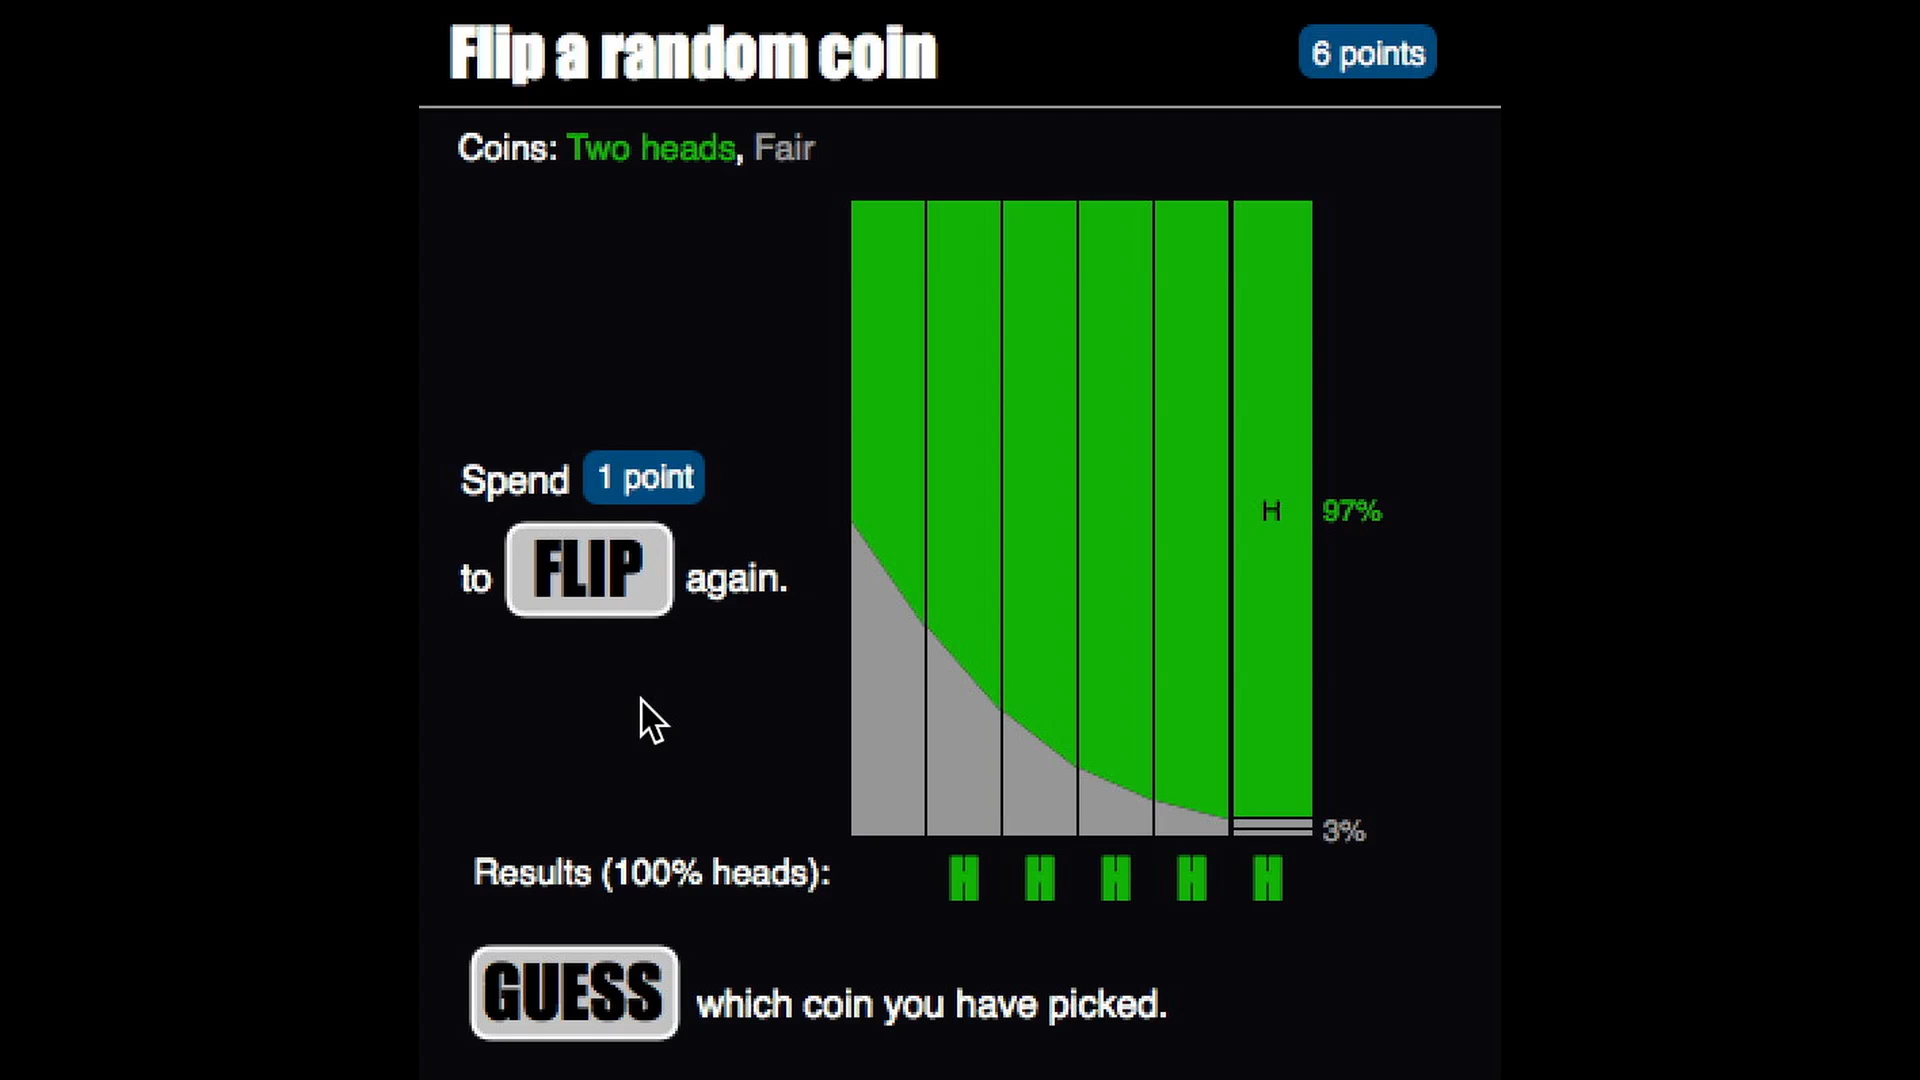 Flip a random coin
6 points
Coins: Two heads, Fair
Spend 1 point
to FLIP again.
H 97%
3%
Results (100% heads): H H H H H
GUESS which coin you have picked.